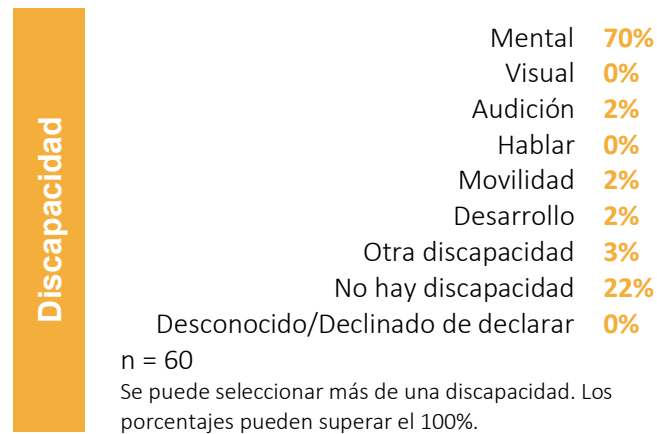 Discapacidad
Mental 70%
Visual 0%
Audición 2%
Hablar 0%
Movilidad 2%
Desarrollo 2%
Otra discapacidad 3%
No hay discapacidad 22%
Desconocido/Declinado de declarar 0%
n = 60
Se puede seleccionar más de una discapacidad. Los
porcentajes pueden superar el 100%.